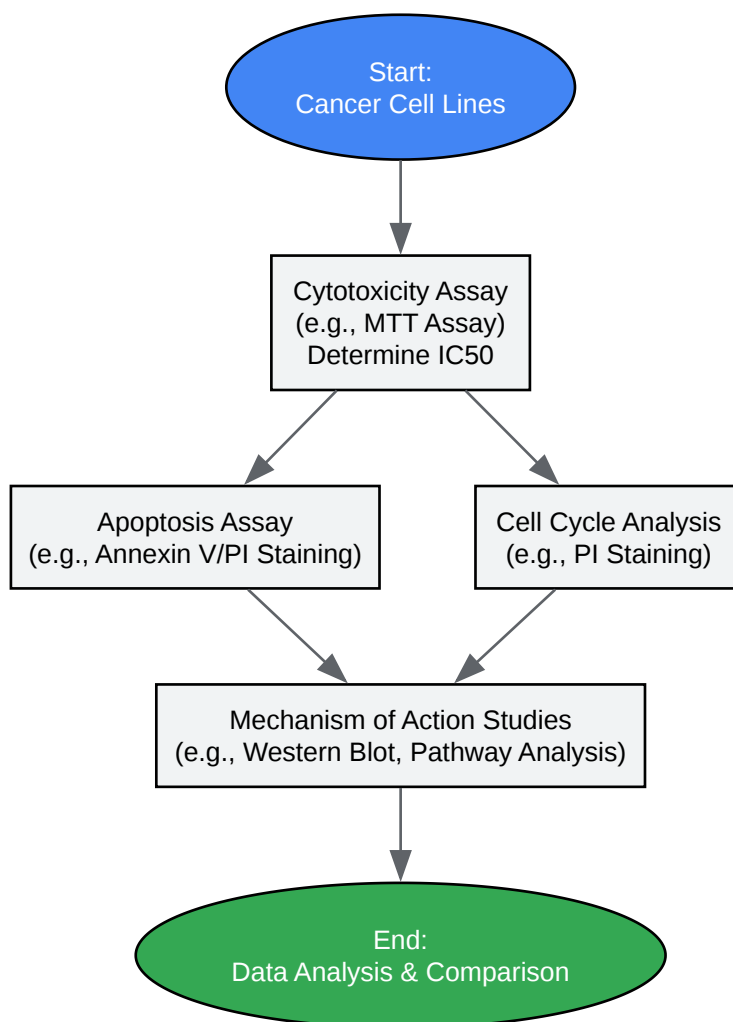 Start:
Cancer Cell Lines
Cytotoxicity Assay
(e.g., MTT Assay)
Determine IC50
Apoptosis Assay
(e.g., Annexin V/PI Staining)
Cell Cycle Analysis
(e.g., PI Staining)
Mechanism of Action Studies
(e.g., Western Blot, Pathway Analysis)
End:
Data Analysis & Comparison